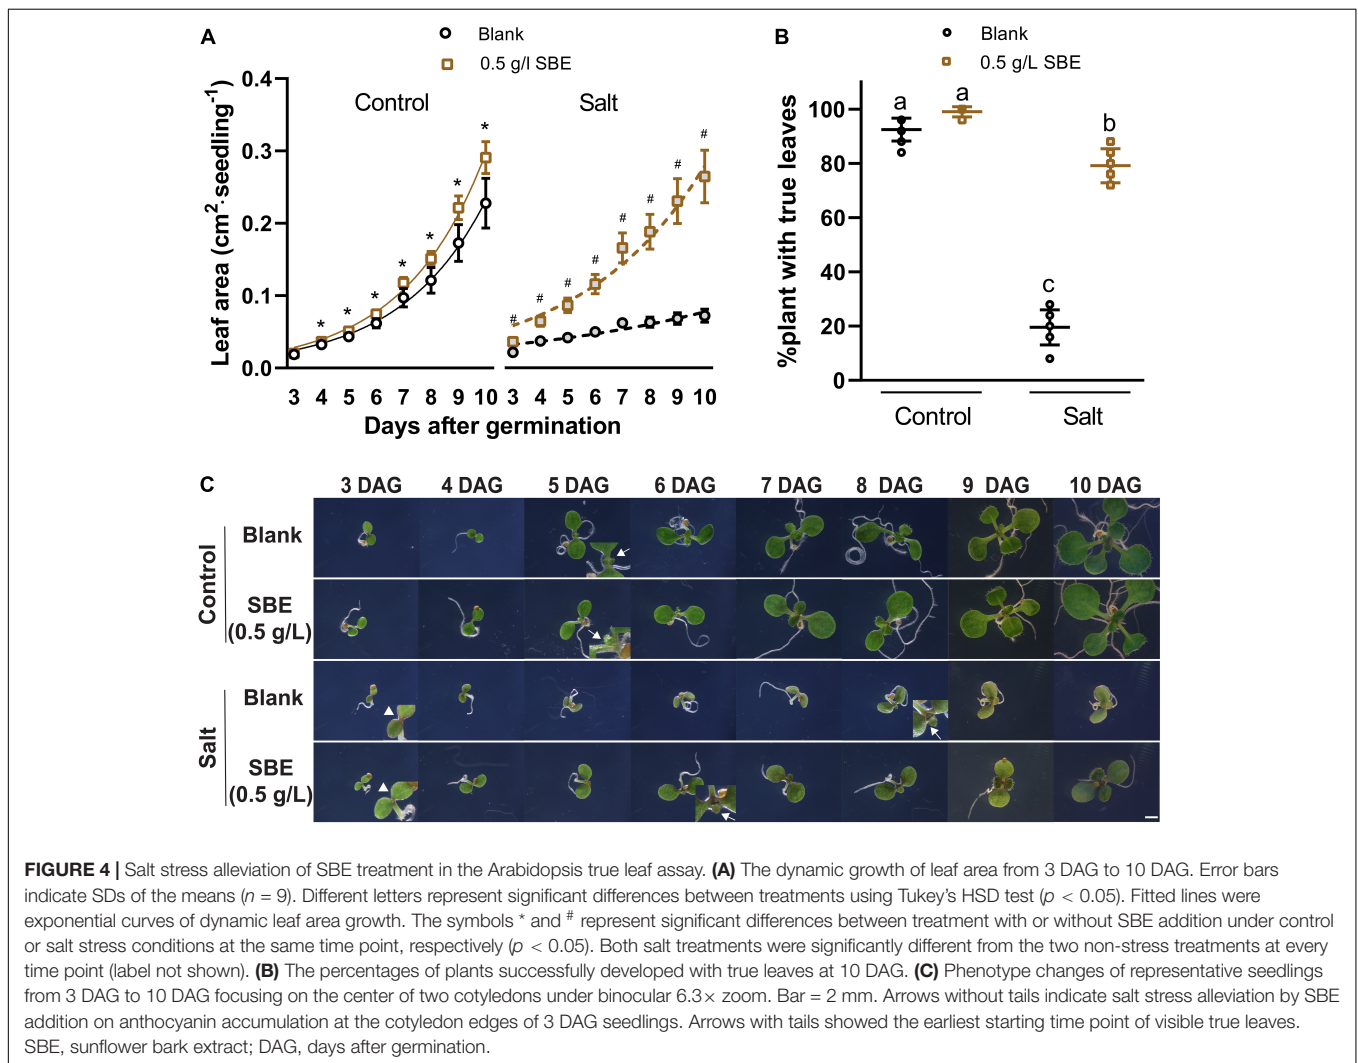 A
Blank
0.5 g/l SBE
Leaf area (cm²·seedling⁻¹)
0.4
0.3
0.2
0.1
0.0
Control
Salt
* * * * * * *
# # # # # # # #
3 4 5 6 7 8 9 10
3 4 5 6 7 8 9 10
Days after germination
B
Blank
0.5 g/L SBE
%plant with true leaves
100
80
60
40
20
0
a
a
c
b
Control
Salt
C
3 DAG 4 DAG 5 DAG 6 DAG 7 DAG 8 DAG 9 DAG 10 DAG
Control
Blank
SBE
(0.5 g/L)
Salt
Blank
SBE
(0.5 g/L)
FIGURE 4 | Salt stress alleviation of SBE treatment in the Arabidopsis true leaf assay. (A) The dynamic growth of leaf area from 3 DAG to 10 DAG. Error bars
indicate SDs of the means (n = 9). Different letters represent significant differences between treatments using Tukey's HSD test (p < 0.05). Fitted lines were
exponential curves of dynamic leaf area growth. The symbols * and # represent significant differences between treatment with or without SBE addition under control
or salt stress conditions at the same time point, respectively (p < 0.05). Both salt treatments were significantly different from the two non-stress treatments at every
time point (label not shown). (B) The percentages of plants successfully developed with true leaves at 10 DAG. (C) Phenotype changes of representative seedlings
from 3 DAG to 10 DAG focusing on the center of two cotyledons under binocular 6.3× zoom. Bar = 2 mm. Arrows without tails indicate salt stress alleviation by SBE
addition on anthocyanin accumulation at the cotyledon edges of 3 DAG seedlings. Arrows with tails showed the earliest starting time point of visible true leaves.
SBE, sunflower bark extract; DAG, days after germination.